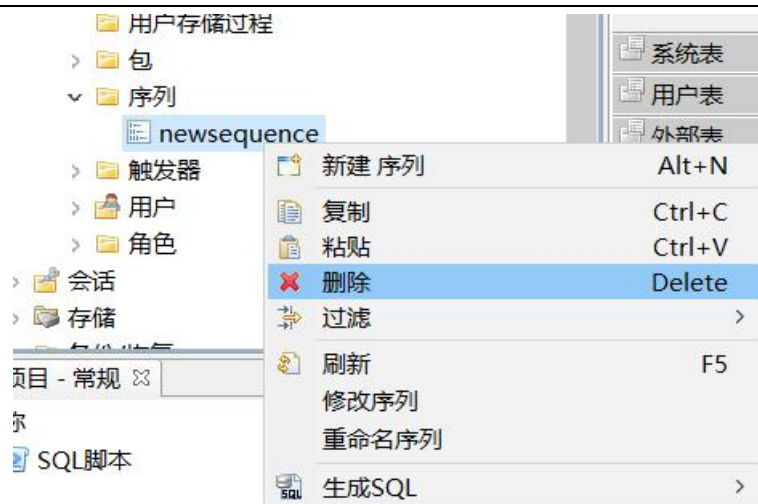 用户存储过程
包
序列
newsequence
触发器
用户
角色
会话
存储
项目 - 常规
SQL脚本
系统表
用户表
外部表
新建 序列 Alt+N
复制 Ctrl+C
粘贴 Ctrl+V
删除 Delete
过滤
刷新 F5
修改序列
重命名序列
生成SQL